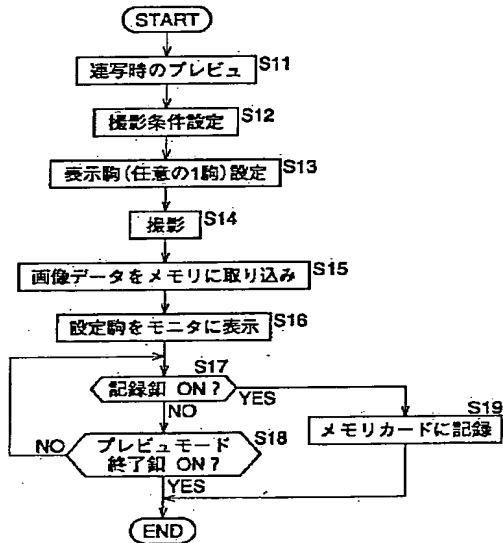 START
連写時のプレビュ S11
撮影条件設定 S12
表示駒(任意の1駒)設定 S13
撮影 S14
画像データをメモリに取り込み S15
設定駒をモニタに表示 S16
S17
記録釦 ON?
YES
NO
S19
メモリカードに記録
S18
プレビュモード
終了釦 ON?
NO
YES
END